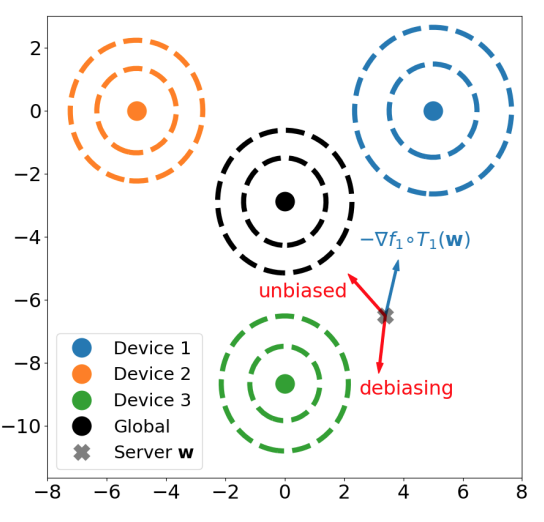 2
0
−2
−4
−6
−8
−10
−∇f₁∘T₁(w)
unbiased
debiasing
Device 1
Device 2
Device 3
Global
Server w
−8 −6 −4 −2 0 2 4 6 8